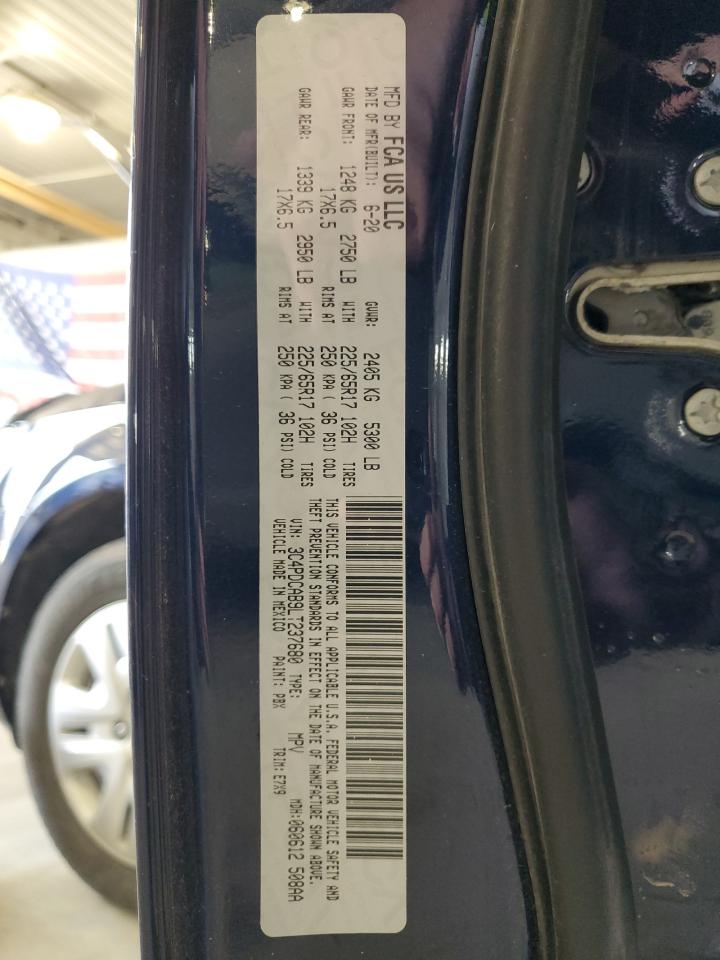 MFD BY FCA US LLC
DATE OF MFR(BUILT): 6-20 GVWR: 2405 KG 5300 LB
GAWR FRONT: 1248 KG 2750 LB WITH 225/65R17 102H TIRES
17X6.5 RIMS AT 250 KPA ( 36 PSI) COLD
GAWR REAR: 1339 KG 2950 LB WITH 225/65R17 102H TIRES
17X6.5 RIMS AT 250 KPA ( 36 PSI) COLD
THIS VEHICLE CONFORMS TO ALL APPLICABLE U.S.A. FEDERAL MOTOR VEHICLE SAFETY AND
THEFT PREVENTION STANDARDS IN EFFECT ON THE DATE OF MANUFACTURE SHOWN ABOVE.
VIN: 3C4PDCAB9LT237680 TYPE: MPV MDH:060612 508AA
VEHICLE MADE IN MEXICO PAINT: PBX TRIM: E7X9